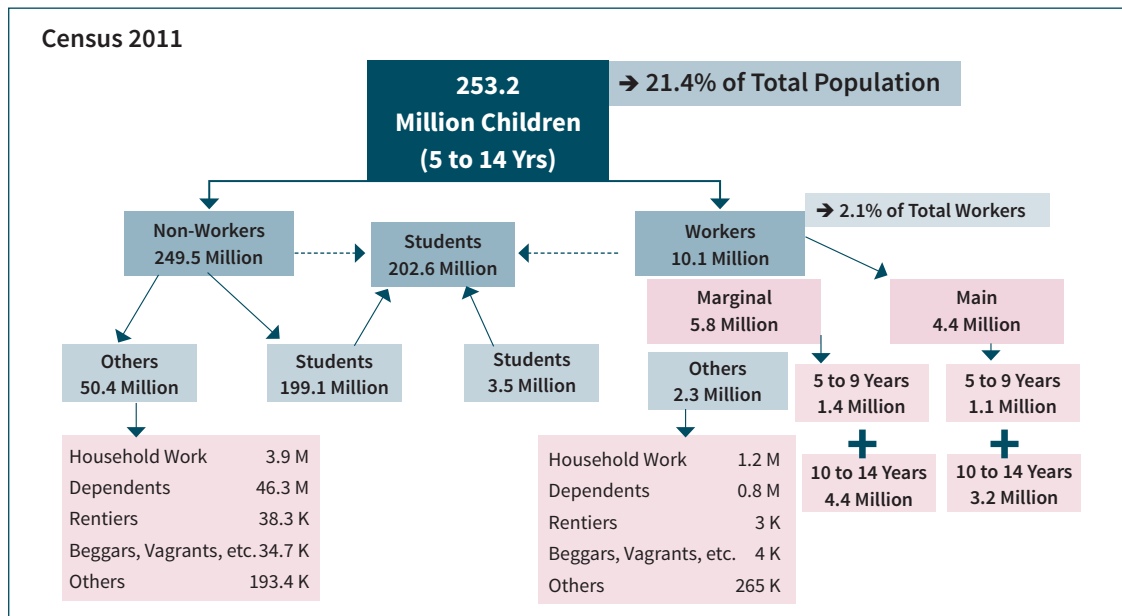 Census 2011
253.2
Million Children
(5 to 14 Yrs)
➔ 21.4% of Total Population
Non-Workers
249.5 Million
Students
202.6 Million
Workers
10.1 Million
➔ 2.1% of Total Workers
Marginal
5.8 Million
Main
4.4 Million
Others
50.4 Million
Students
199.1 Million
Students
3.5 Million
Others
2.3 Million
5 to 9 Years
1.4 Million
5 to 9 Years
1.1 Million
10 to 14 Years
4.4 Million
10 to 14 Years
3.2 Million
Household Work 3.9 M
Dependents 46.3 M
Rentiers 38.3 K
Beggars, Vagrants, etc. 34.7 K
Others 193.4 K
Household Work 1.2 M
Dependents 0.8 M
Rentiers 3 K
Beggars, Vagrants, etc. 4 K
Others 265 K